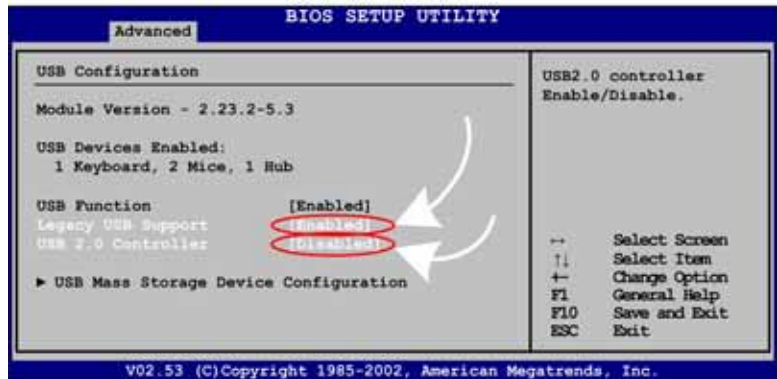 BIOS SETUP UTILITY
Advanced
USB Configuration
Module Version - 2.23.2-5.3
USB Devices Enabled:
1 Keyboard, 2 Mice, 1 Hub
USB Function [Enabled]
Legacy USB Support [Enabled]
USB 2.0 Controller [Disabled]
► USB Mass Storage Device Configuration
USB2.0 controller
Enable/Disable.
↔ Select Screen
↑↓ Select Item
+- Change Option
F1 General Help
F10 Save and Exit
ESC Exit
V02.53 (C)Copyright 1985-2002, American Megatrends, Inc.